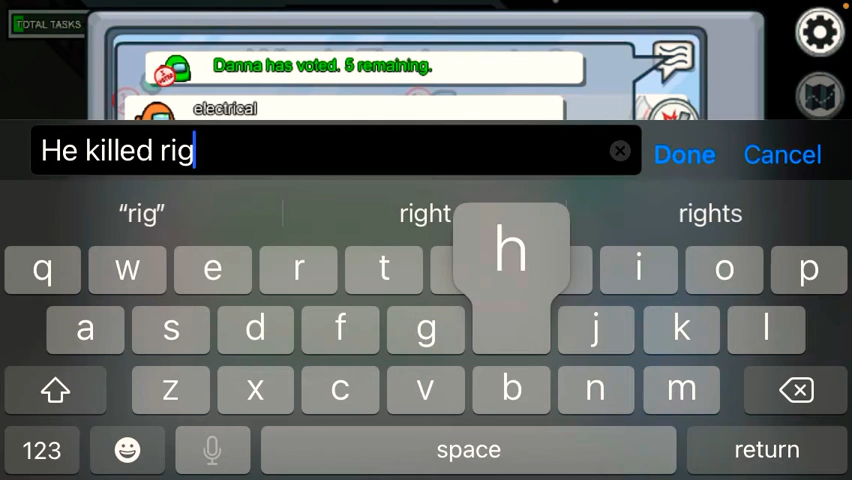 TOTAL TASKS
Danna has voted. 5 remaining.
electrical
He killed rig
Done
Cancel
“rig”
right
rights
q w e r t i o p
h
a s d f g j k l
z x c v b n m
123
space
return